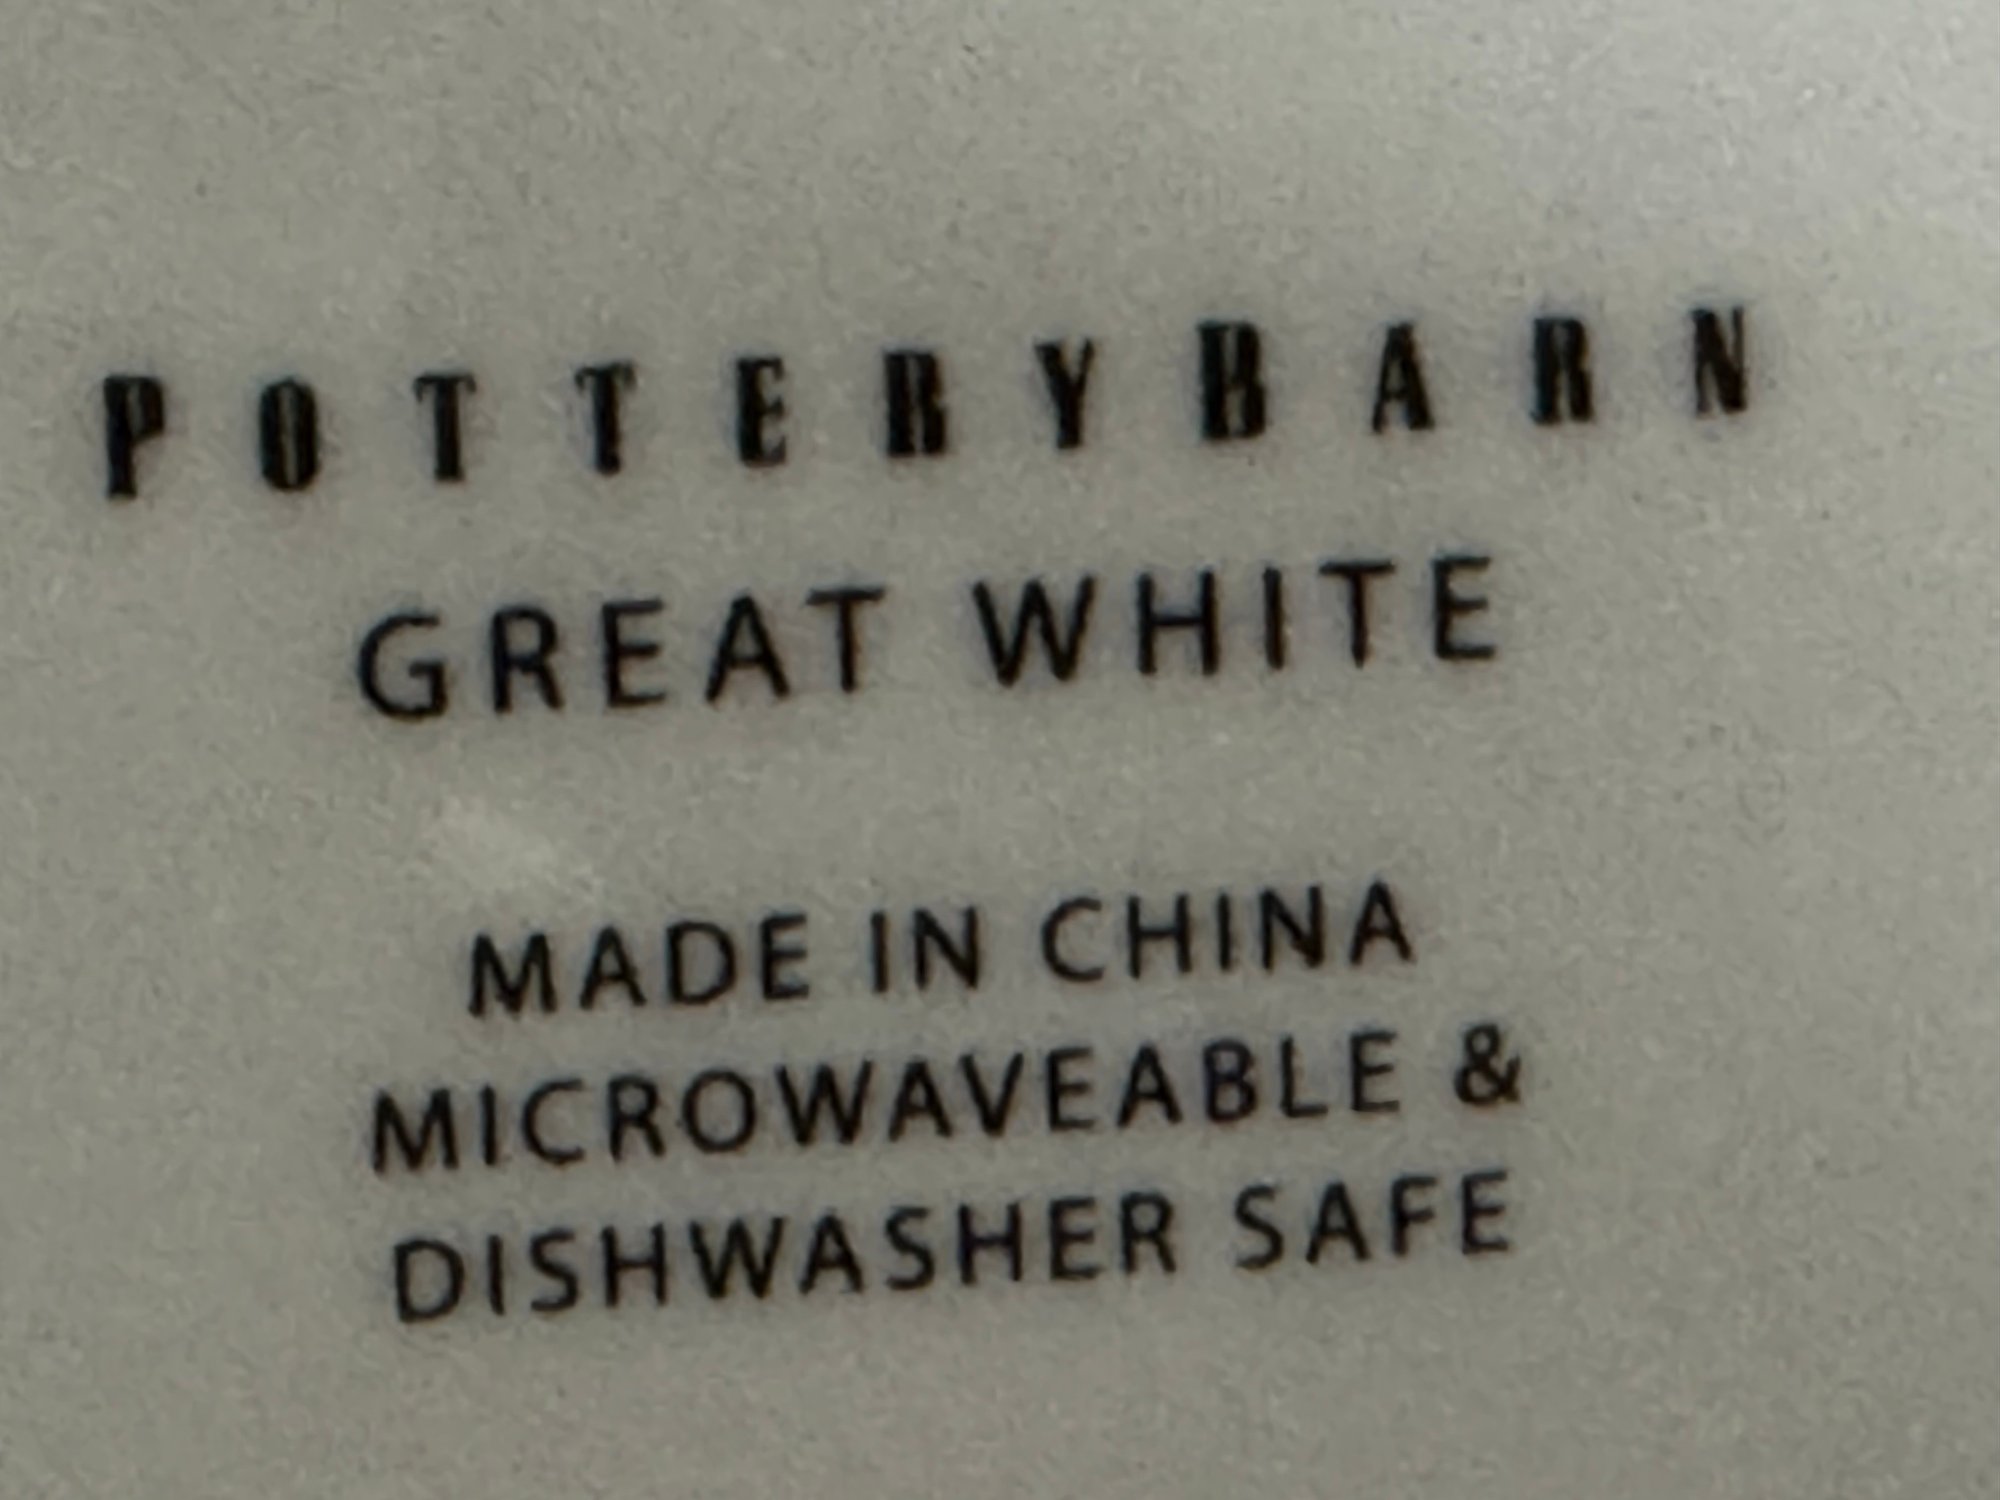 POTTERYBARN
GREAT WHITE
MADE IN CHINA
MICROWAVEABLE &
DISHWASHER SAFE